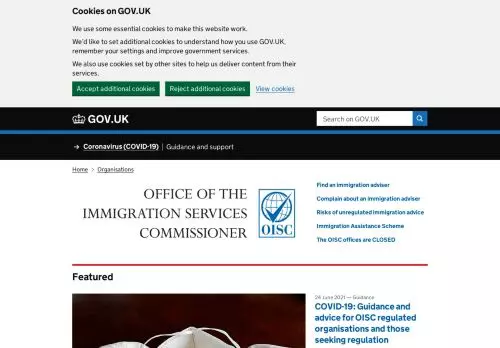 Cookies on GOV.UK
We use some essential cookies to make this website work.
We'd like to set additional cookies to understand how you use GOV.UK,
remember your settings and improve government services.
We also use cookies set by other sites to help us deliver content from their
services.
Accept additional cookies
Reject additional cookies
View cookies
GOV.UK
Search on GOV.UK
→ Coronavirus (COVID-19) | Guidance and support
Home > Organisations
OFFICE OF THE
IMMIGRATION SERVICES
COMMISSIONER
OISC
Find an immigration adviser
Complain about an immigration adviser
Risks of unregulated immigration advice
Immigration Assistance Scheme
The OISC offices are CLOSED
Featured
24 June 2021 — Guidance
COVID-19: Guidance and
advice for OISC regulated
organisations and those
seeking regulation